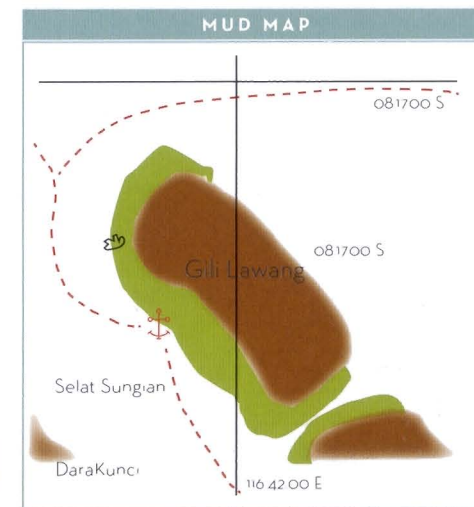 MUD MAP
081700 S
081700 S
Gili Lawang
Selat Sungian
DaraKunci
116 42 00 E